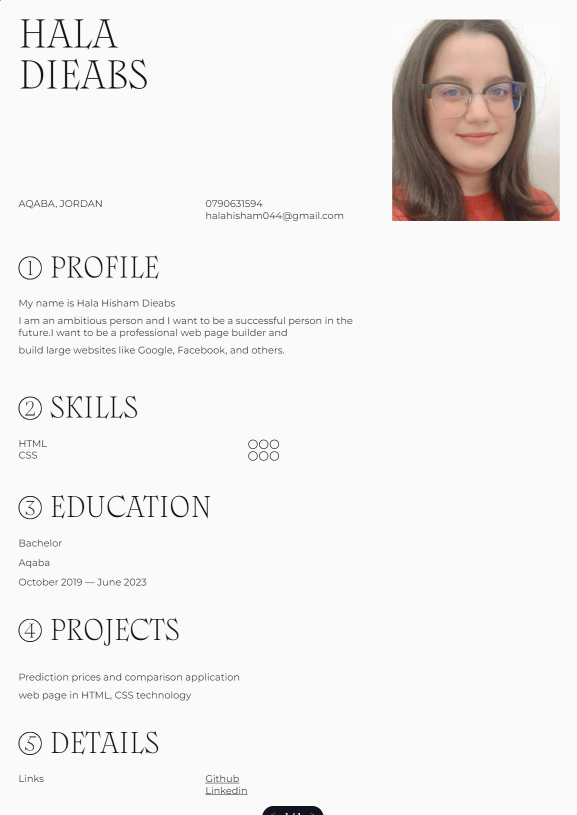 HALA
DIEABS
AQABA, JORDAN
0790631594
halahisham044@gmail.com
1 PROFILE
My name is Hala Hisham Dieabs
I am an ambitious person and I want to be a successful person in the
future.I want to be a professional web page builder and
build large websites like Google, Facebook, and others.
2 SKILLS
HTML
CSS
3 EDUCATION
Bachelor
Aqaba
October 2019 — June 2023
4 PROJECTS
Prediction prices and comparison application
web page in HTML, CSS technology
5 DETAILS
Links
Github
Linkedin